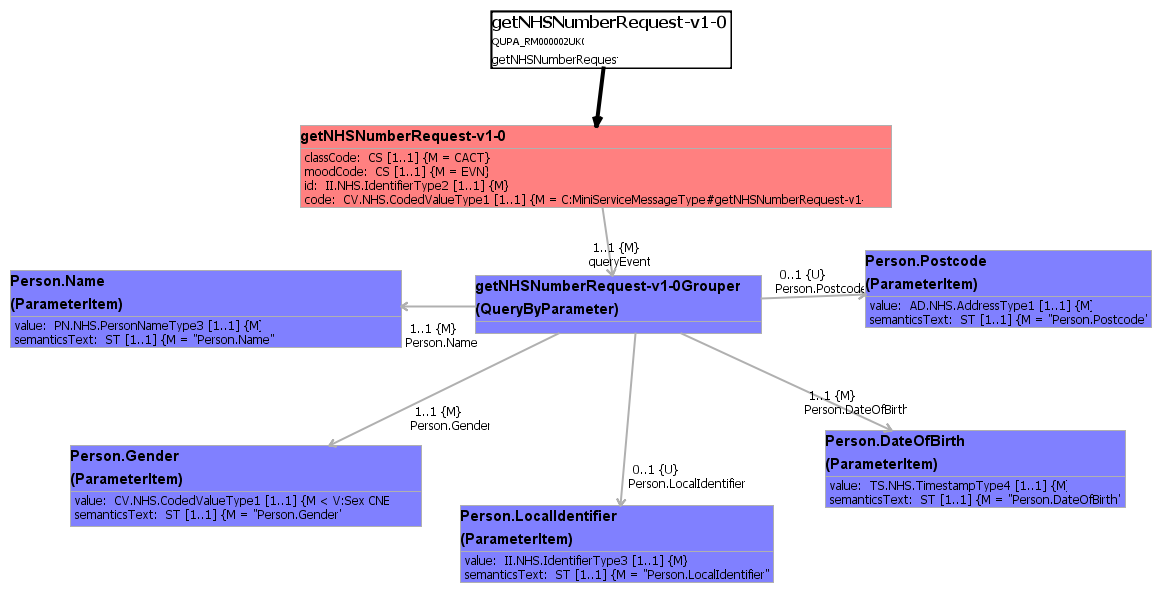 getNHSNumberRequest-v1-0
QUPA_RM000002UK0
getNHSNumberReques
getNHSNumberRequest-v1-0
classCode: CS [1..1] {M = CACT}
moodCode: CS [1..1] {M = EVN}
id: II.NHS.IdentifierType2 [1..1] {M}
code: CV.NHS.CodedValueType1 [1..1] {M = C:MiniServiceMessageType#getNHSNumberRequest-v1-
1..1 {M}
queryEvent
Person.Name
(ParameterItem)
value: PN.NHS.PersonNameType3 [1..1] {M}
semanticsText: ST [1..1] {M = "Person.Name"
1..1 {M}
Person.Name
getNHSNumberRequest-v1-0Grouper
(QueryByParameter)
0..1 {U}
Person.Postcode
Person.Postcode
(ParameterItem)
value: AD.NHS.AddressType1 [1..1] {M}
semanticsText: ST [1..1] {M = "Person.Postcode"
1..1 {M}
Person.Gender
0..1 {U}
Person.LocalIdentifier
1..1 {M}
Person.DateOfBirth
Person.Gender
(ParameterItem)
value: CV.NHS.CodedValueType1 [1..1] {M < V:Sex CNE
semanticsText: ST [1..1] {M = "Person.Gender"
Person.LocalIdentifier
(ParameterItem)
value: II.NHS.IdentifierType3 [1..1] {M}
semanticsText: ST [1..1] {M = "Person.LocalIdentifier"
Person.DateOfBirth
(ParameterItem)
value: TS.NHS.TimestampType4 [1..1] {M}
semanticsText: ST [1..1] {M = "Person.DateOfBirth"